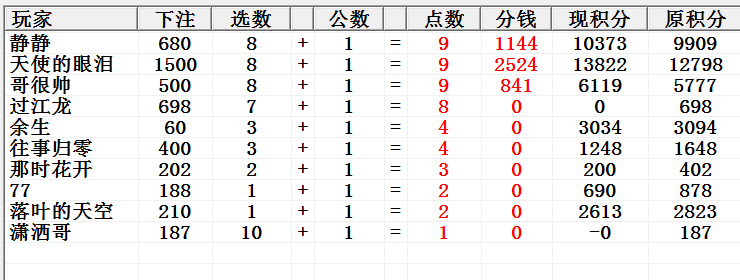 玩家 下注 选数 公数 点数 分钱 现积分 原积分
静静 680 8 + 1 = 9 1144 10373 9909
天使的眼泪 1500 8 + 1 = 9 2524 13822 12798
哥很帅 500 8 + 1 = 9 841 6119 5777
过江龙 698 7 + 1 = 8 0 0 698
余生 60 3 + 1 = 4 0 3034 3094
往事归零 400 3 + 1 = 4 0 1248 1648
那时花开 202 2 + 1 = 3 0 200 402
77 188 1 + 1 = 2 0 690 878
落叶的天空 210 1 + 1 = 2 0 2613 2823
潇洒哥 187 10 + 1 = 1 0 -0 187